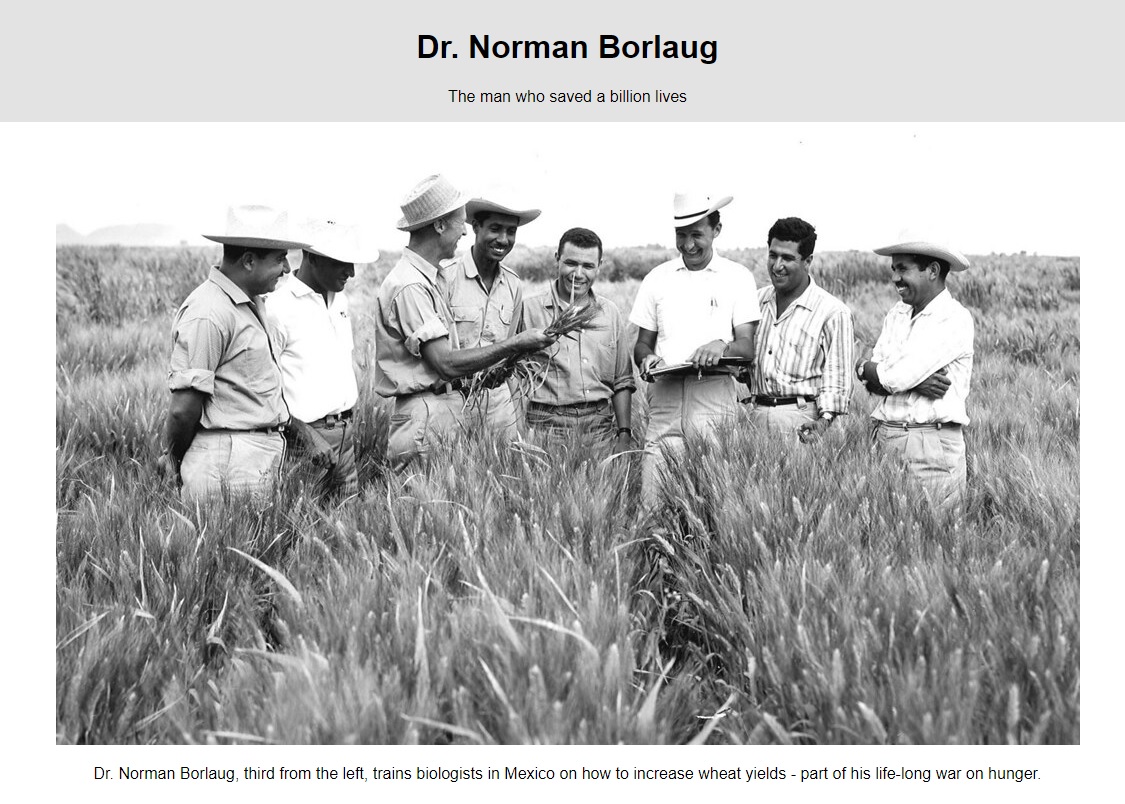 Dr. Norman Borlaug
The man who saved a billion lives
Dr. Norman Borlaug, third from the left, trains biologists in Mexico on how to increase wheat yields - part of his life-long war on hunger.